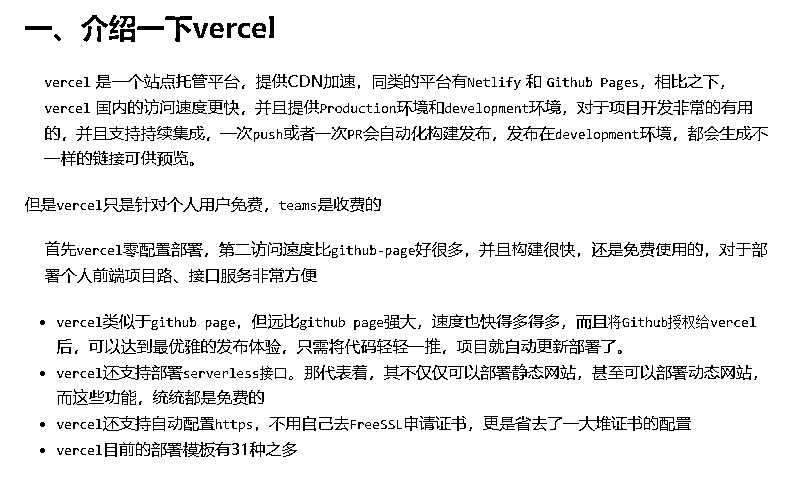 一、介绍一下vercel
vercel 是一个站点托管平台，提供CDN加速，同类的平台有Netlify 和 Github Pages，相比之下，
vercel 国内的访问速度更快，并且提供Production环境和development环境，对于项目开发非常的有用
的，并且支持持续集成，一次push或者一次PR会自动化构建发布，发布在development环境，都会生成不
一样的链接可供预览。
但是vercel只是针对个人用户免费，teams是收费的
首先vercel零配置部署，第二访问速度比github-page好很多，并且构建很快，还是免费使用的，对于部
署个人前端项目路、接口服务非常方便
• vercel类似于github page，但远比github page强大，速度也快得多得多，而且将Github授权给vercel
后，可以达到最优雅的发布体验，只需将代码轻轻一推，项目就自动更新部署了。
• vercel还支持部署serverless接口。那代表着，其不仅仅可以部署静态网站，甚至可以部署动态网站，
而这些功能，统统都是免费的
• vercel还支持自动配置https，不用自己去FreeSSL申请证书，更是省去了一大堆证书的配置
• vercel目前的部署模板有31种之多